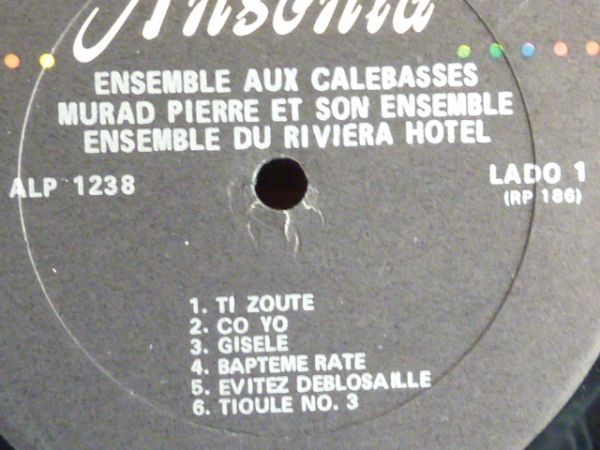 Ansonia
ENSEMBLE AUX CALEBASSES
MURAD PIERRE ET SON ENSEMBLE
ENSEMBLE DU RIVIERA HOTEL
ALP 1238
LADO 1
(RP 186)
1. TI ZOUTE
2. CO YO
3. GISELE
4. BAPTEME RATE
5. EVITEZ DEBLOSAILLE
6. TIOULE NO. 3